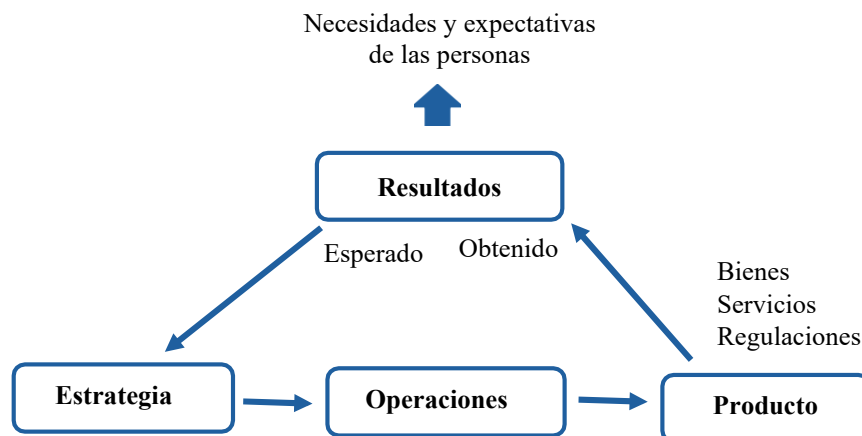 Necesidades y expectativas
de las personas
Resultados
Esperado
Obtenido
Bienes
Servicios
Regulaciones
Estrategia
Operaciones
Producto